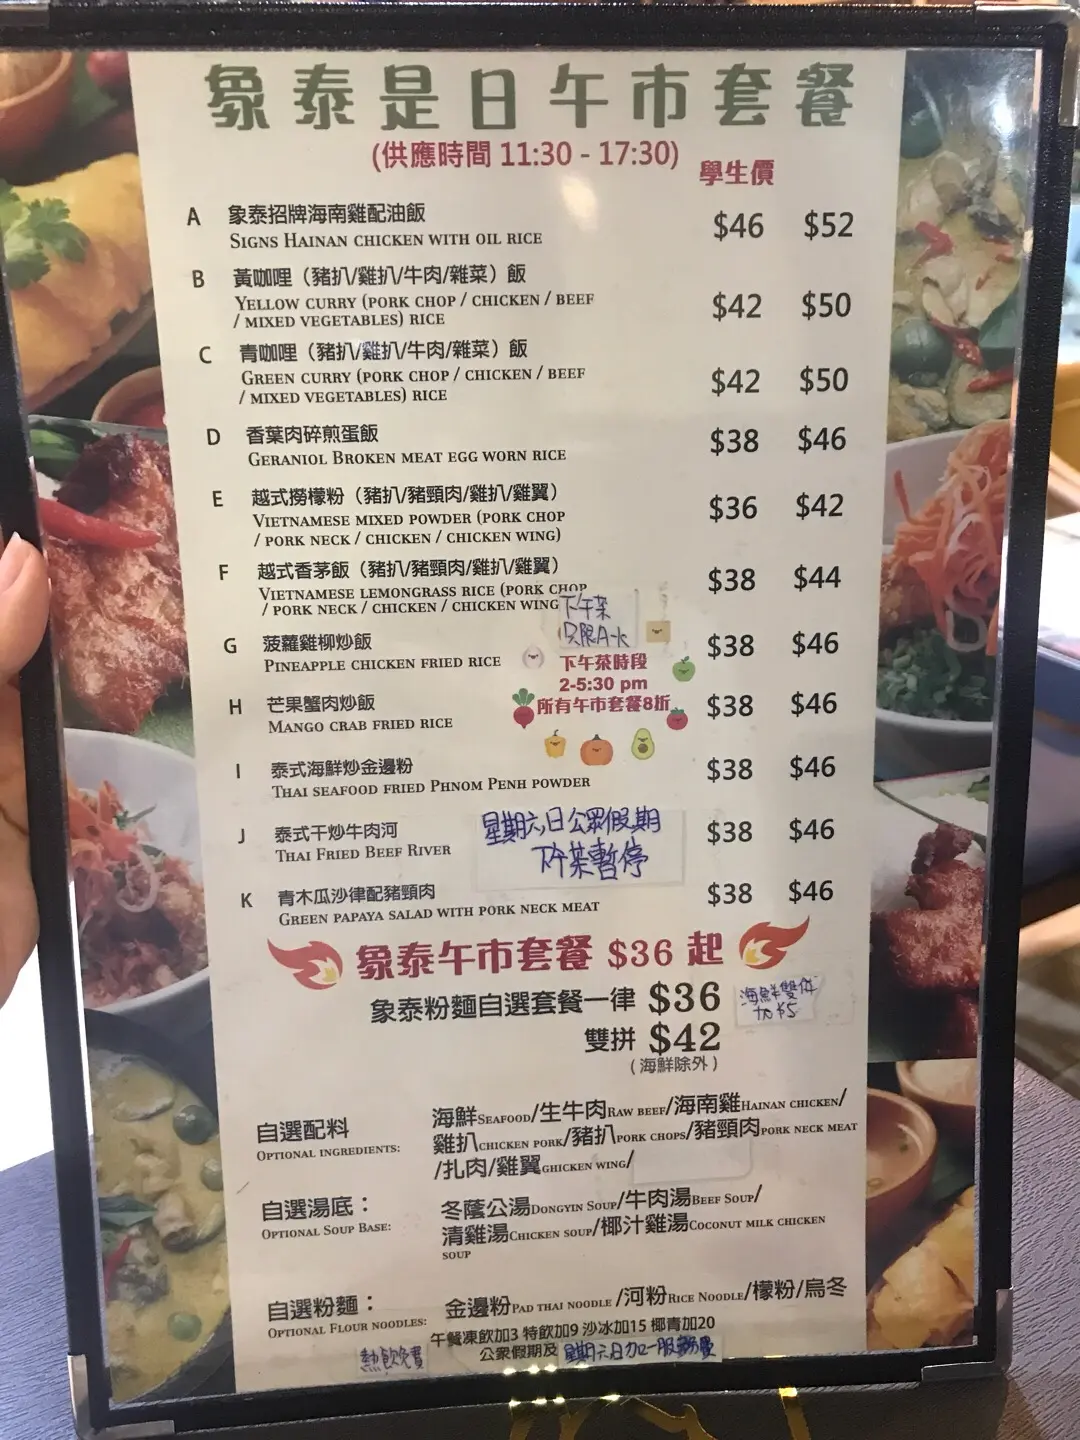 象泰是日午市套餐
(供應時間 11:30 - 17:30)
學生價
A 象泰招牌海南雞配油飯 $46 $52
SIGNS HAINAN CHICKEN WITH OIL RICE
B 黃咖哩（豬扒/雞扒/牛肉/雜菜）飯 $42 $50
YELLOW CURRY (PORK CHOP / CHICKEN / BEEF
/ MIXED VEGETABLES) RICE
C 青咖哩（豬扒/雞扒/牛肉/雜菜）飯 $42 $50
GREEN CURRY (PORK CHOP / CHICKEN / BEEF
/ MIXED VEGETABLES) RICE
D 香葉肉碎煎蛋飯 $38 $46
GERANIOL BROKEN MEAT EGG WORN RICE
E 越式撈檬粉（豬扒/豬頸肉/雞扒/雞翼） $36 $42
VIETNAMESE MIXED POWDER (PORK CHOP
/ PORK NECK / CHICKEN / CHICKEN WING)
F 越式香茅飯（豬扒/豬頸肉/雞扒/雞翼） $38 $44
VIETNAMESE LEMONGRASS RICE (PORK CHOP
/ PORK NECK / CHICKEN / CHICKEN WING
下午茶
只限A-K
G 菠蘿雞柳炒飯 $38 $46
PINEAPPLE CHICKEN FRIED RICE
下午茶時段
2-5:30 pm
所有午市套餐8折
H 芒果蟹肉炒飯 $38 $46
MANGO CRAB FRIED RICE
I 泰式海鮮炒金邊粉 $38 $46
THAI SEAFOOD FRIED PHNOM PENH POWDER
J 泰式干炒牛肉河 $38 $46
THAI FRIED BEEF RIVER
星期六,日公眾假期
下午茶暫停
K 青木瓜沙律配豬頸肉 $38 $46
GREEN PAPAYA SALAD WITH PORK NECK MEAT
象泰午市套餐 $36 起
象泰粉麵自選套餐一律 $36
海鮮雙併
加$5
雙拼 $42
(海鮮除外)
自選配料
OPTIONAL INGREDIENTS:
海鮮SEAFOOD/生牛肉RAW BEEF/海南雞HAINAN CHICKEN/
雞扒CHICKEN PORK/豬扒PORK CHOPS/豬頸肉PORK NECK MEAT
/扎肉/雞翼GHICKEN WING/
自選湯底：
OPTIONAL SOUP BASE:
冬蔭公湯DONGYIN SOUP/牛肉湯BEEF SOUP/
清雞湯CHICKEN SOUP/椰汁雞湯COCONUT MILK CHICKEN
SOUP
自選粉麵：
OPTIONAL FLOUR NOODLES:
金邊粉PAD THAI NOODLE/河粉RICE NOODLE/檬粉/烏冬
午餐凍飲加3 特飲加9 沙冰加15 椰青加20
熱飲免費
公眾假期及 星期六日加一服務費